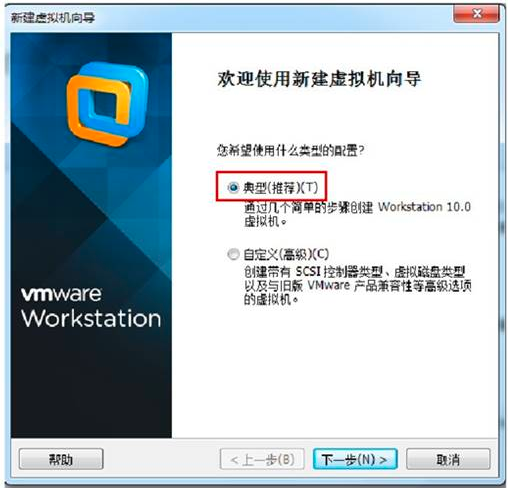 新建虚拟机向导
欢迎使用新建虚拟机向导
您希望使用什么类型的配置?
典型(推荐)(T)
通过几个简单的步骤创建 Workstation 10.0
虚拟机。
自定义(高级)(C)
创建带有 SCSI 控制器类型、虚拟磁盘类型
以及与旧版 VMware 产品兼容性等高级选项
的虚拟机。
vmware
Workstation
帮助
< 上一步(B)
下一步(N) >
取消